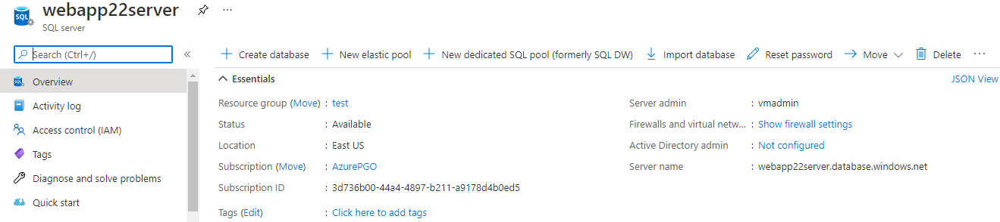 webapp22server
SQL server
Search (Ctrl+/)
Overview
Activity log
Access control (IAM)
Tags
Diagnose and solve problems
Quick start
Create database New elastic pool New dedicated SQL pool (formerly SQL DW) Import database Reset password Move Delete ...
Essentials JSON View
Resource group (Move) : test
Status : Available
Location : East US
Subscription (Move) : AzurePGO
Subscription ID : 3d736b00-44a4-4897-b211-a9178d4b0ed5
Tags (Edit) : Click here to add tags
Server admin : vmadmin
Firewalls and virtual netw... : Show firewall settings
Active Directory admin : Not configured
Server name : webapp22server.database.windows.net